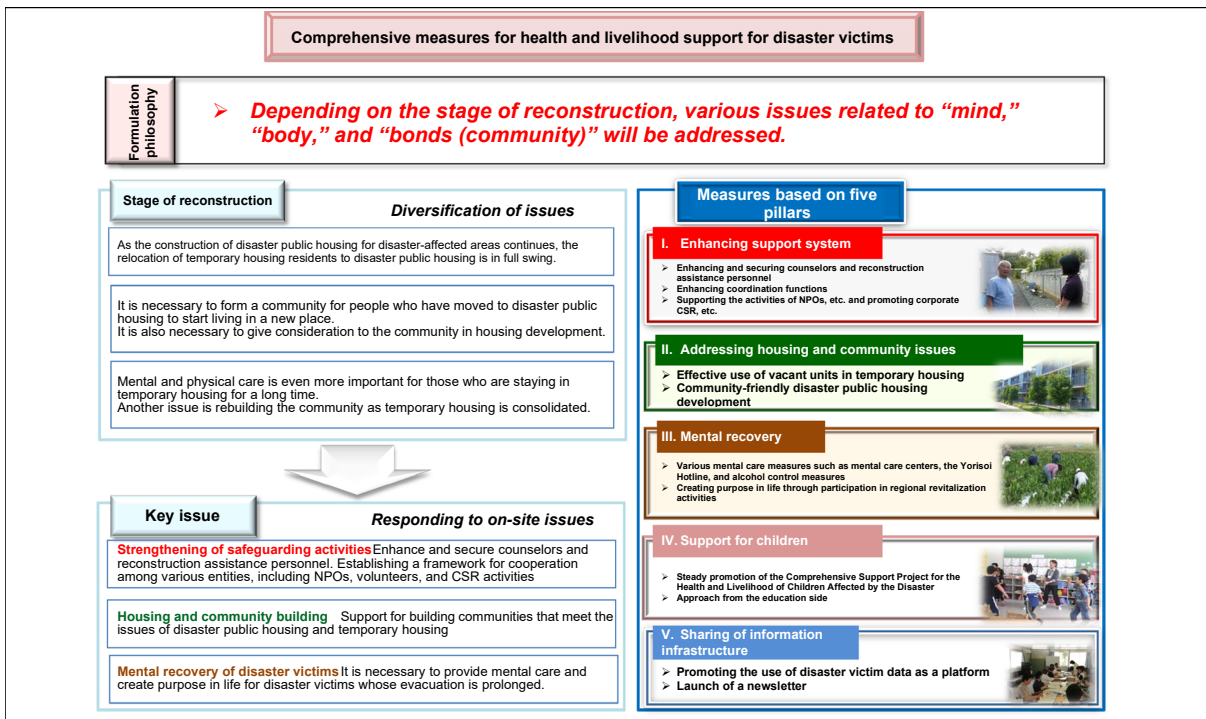 Comprehensive measures for health and livelihood support for disaster victims
Formulation
philosophy
➢ Depending on the stage of reconstruction, various issues related to “mind,”
“body,” and “bonds (community)” will be addressed.
Stage of reconstruction
Diversification of issues
As the construction of disaster public housing for disaster-affected areas continues, the
relocation of temporary housing residents to disaster public housing is in full swing.
It is necessary to form a community for people who have moved to disaster public
housing to start living in a new place.
It is also necessary to give consideration to the community in housing development.
Mental and physical care is even more important for those who are staying in
temporary housing for a long time.
Another issue is rebuilding the community as temporary housing is consolidated.
Key issue
Responding to on-site issues
Strengthening of safeguarding activities Enhance and secure counselors and
reconstruction assistance personnel. Establishing a framework for cooperation
among various entities, including NPOs, volunteers, and CSR activities
Housing and community building Support for building communities that meet the
issues of disaster public housing and temporary housing
Mental recovery of disaster victims It is necessary to provide mental care and
create purpose in life for disaster victims whose evacuation is prolonged.
Measures based on five
pillars
I. Enhancing support system
➢ Enhancing and securing counselors and reconstruction
assistance personnel
➢ Enhancing coordination functions
➢ Supporting the activities of NPOs, etc. and promoting corporate
CSR, etc.
II. Addressing housing and community issues
➢ Effective use of vacant units in temporary housing
➢ Community-friendly disaster public housing
development
III. Mental recovery
➢ Various mental care measures such as mental care centers, the Yorisoi
Hotline, and alcohol control measures
➢ Creating purpose in life through participation in regional revitalization
activities
IV. Support for children
➢ Steady promotion of the Comprehensive Support Project for the
Health and Livelihood of Children Affected by the Disaster
➢ Approach from the education side
V. Sharing of information
infrastructure
➢ Promoting the use of disaster victim data as a platform
➢ Launch of a newsletter